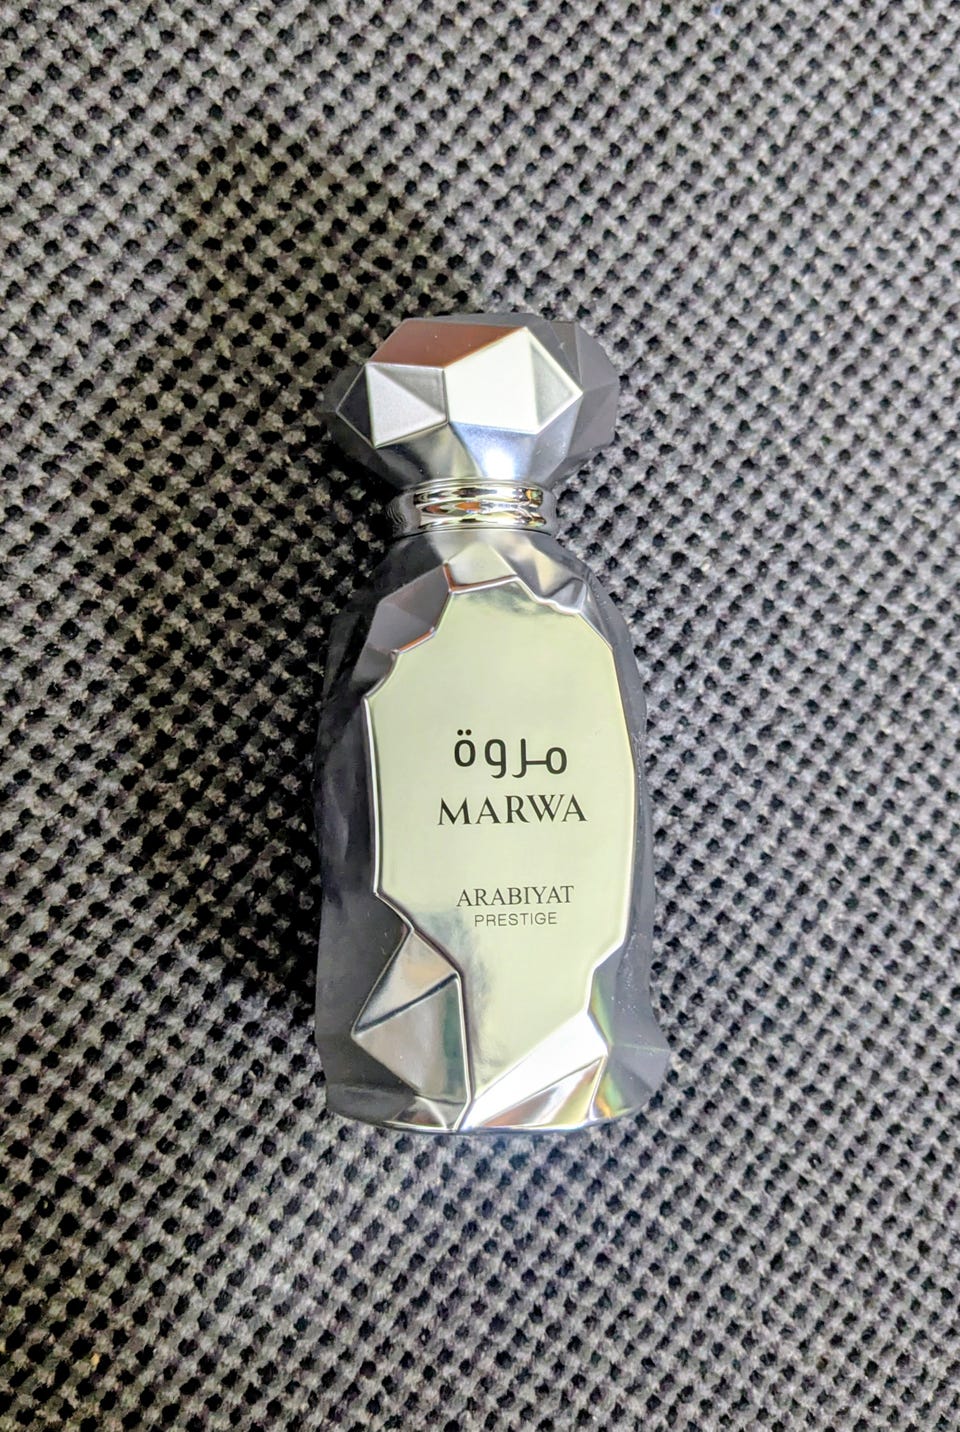 مروة
MARWA
ARABIYAT
PRESTIGE